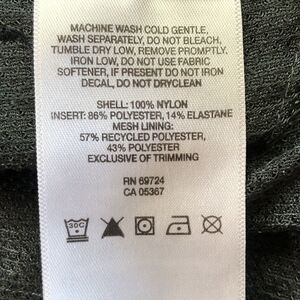 MACHINE WASH COLD GENTLE,
WASH SEPARATELY, DO NOT BLEACH,
TUMBLE DRY LOW, REMOVE PROMPTLY.
IRON LOW, DO NOT USE FABRIC
SOFTENER, IF PRESENT DO NOT IRON
DECAL, DO NOT DRYCLEAN
SHELL: 100% NYLON
INSERT: 86% POLYESTER, 14% ELASTANE
MESH LINING:
57% RECYCLED POLYESTER,
43% POLYESTER
EXCLUSIVE OF TRIMMING
RN 69724
CA 05367
30C